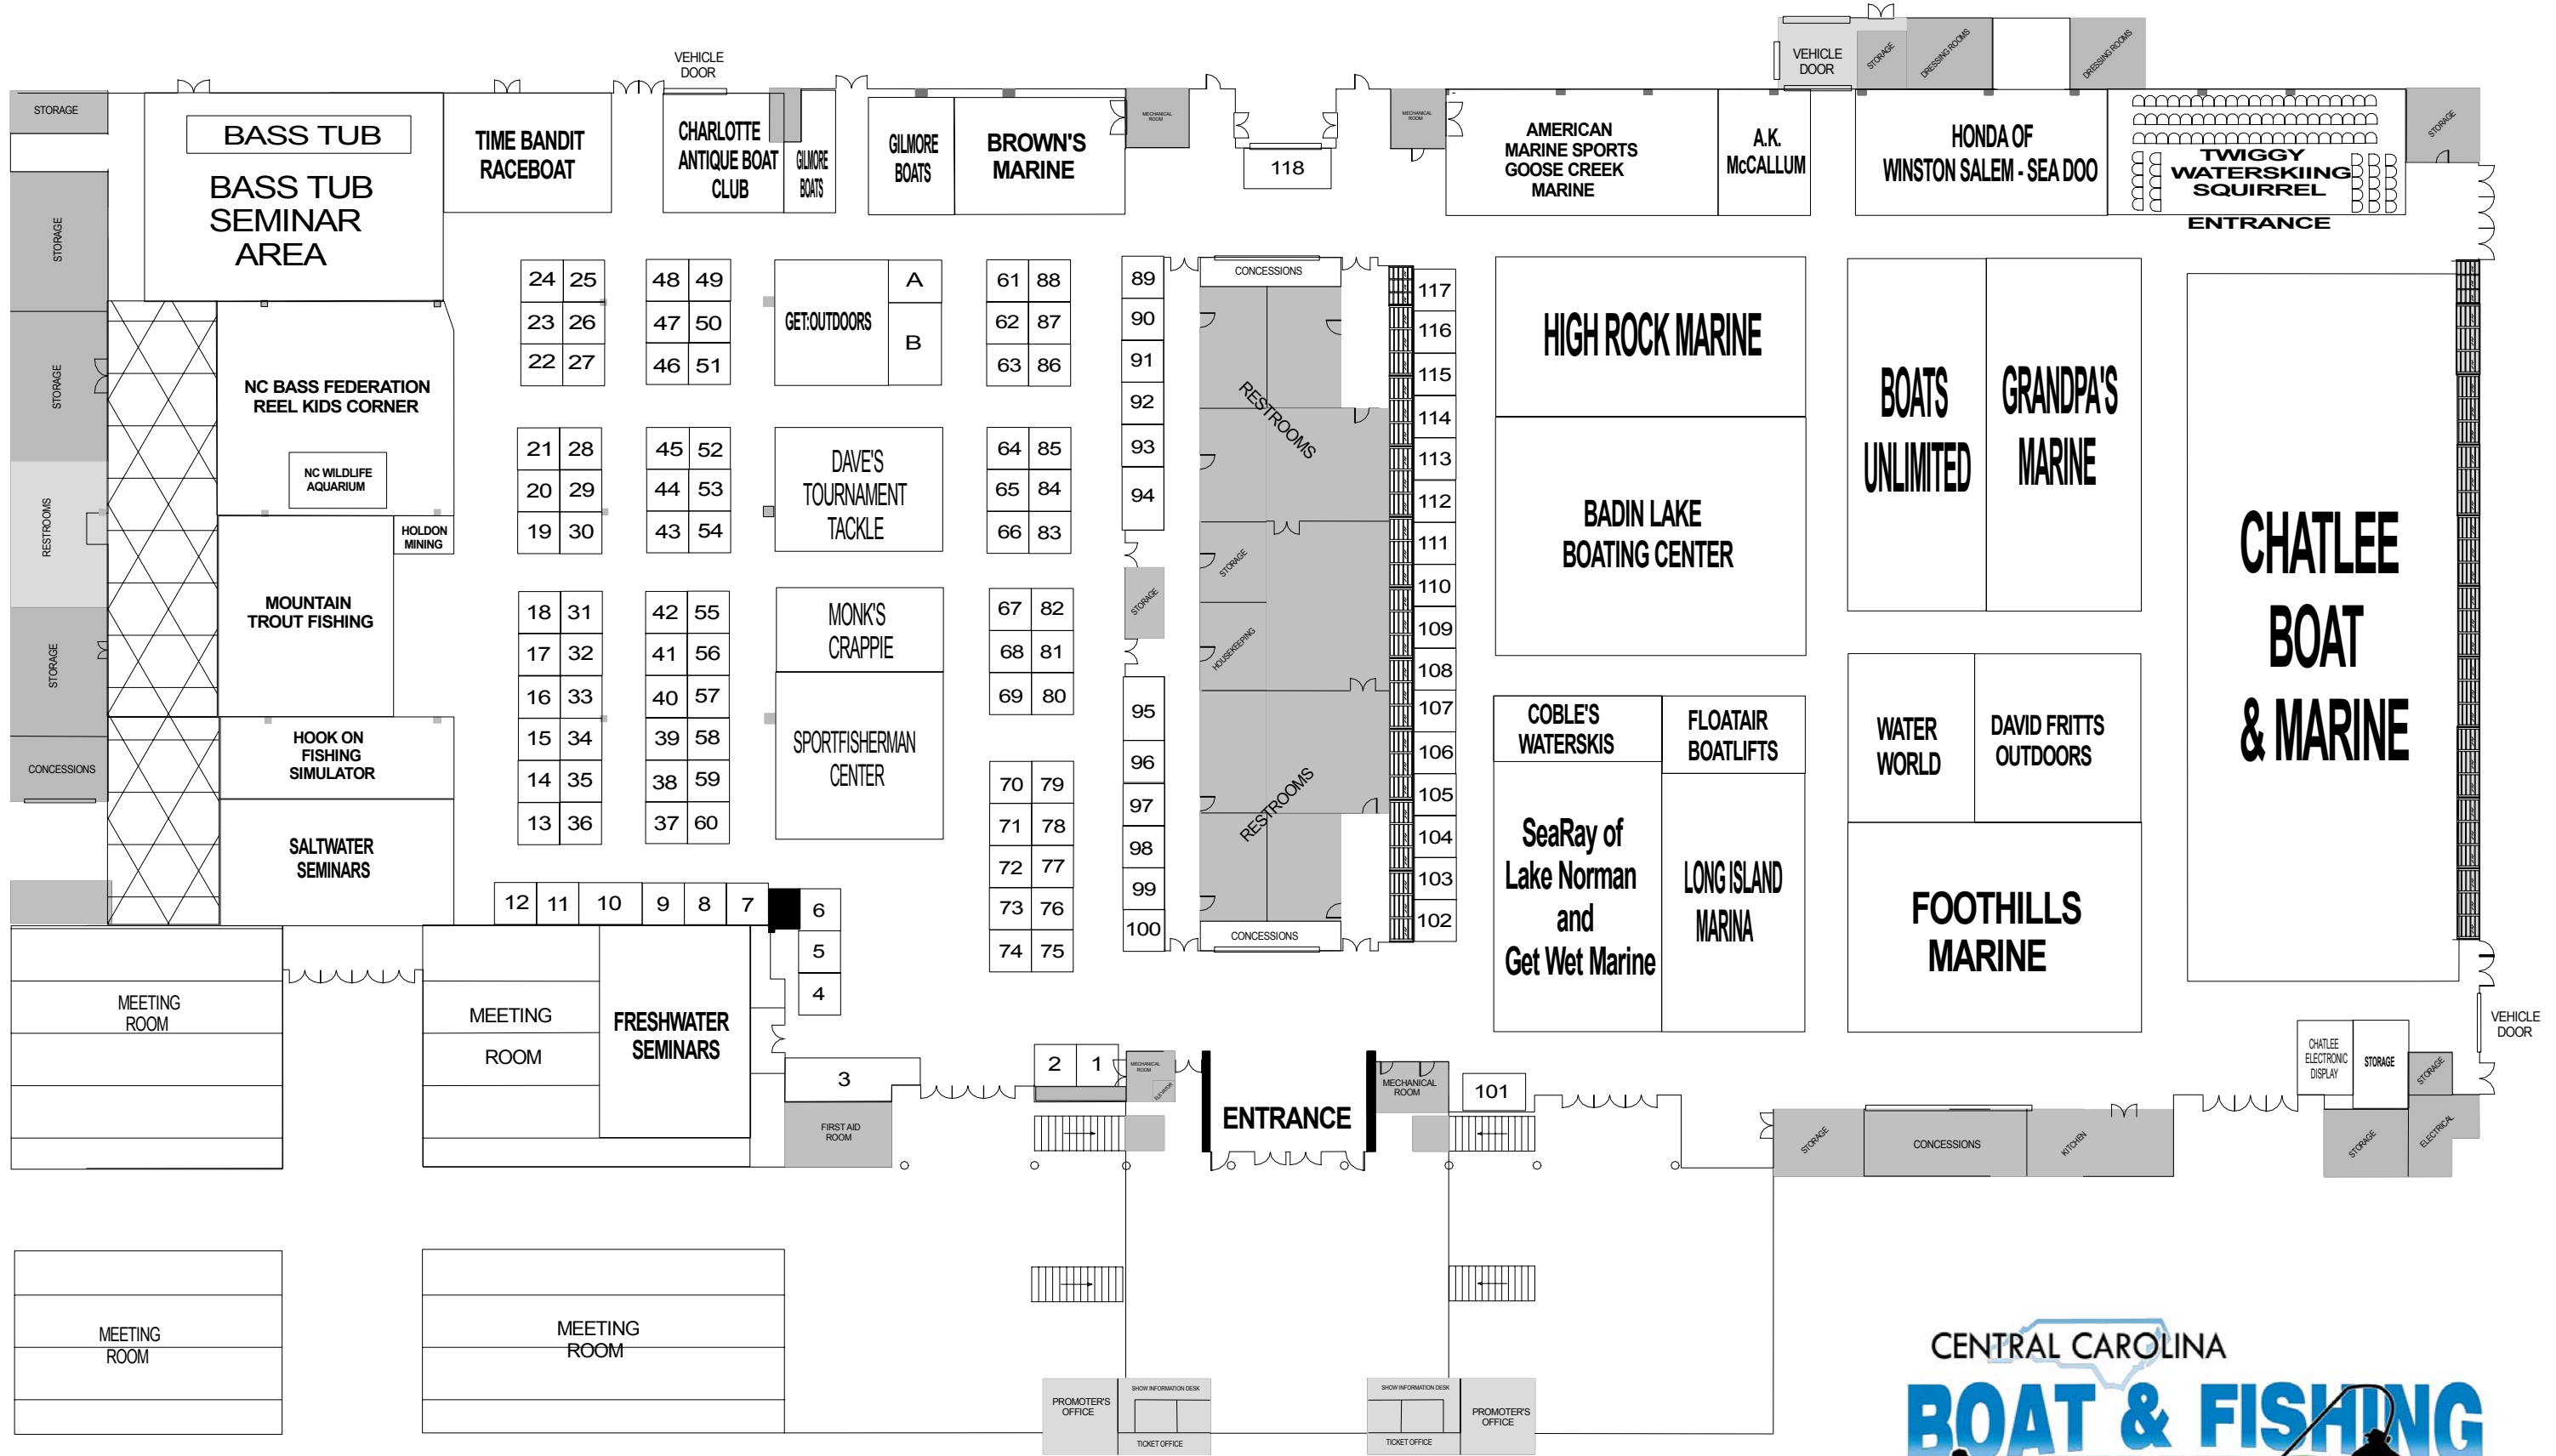 VEHICLE
DOOR
VEHICLE
DOOR
STORAGE
DRESSING ROOMS
DRESSING ROOMS
STORAGE
BASS TUB
BASS TUB
SEMINAR
AREA
TIME BANDIT
RACEBOAT
CHARLOTTE
ANTIQUE BOAT
CLUB
GILMORE
BOATS
GILMORE
BOATS
BROWN'S
MARINE
MECHANICAL
ROOM
118
MECHANICAL
ROOM
AMERICAN
MARINE SPORTS
GOOSE CREEK
MARINE
A.K.
McCALLUM
HONDA OF
WINSTON SALEM - SEA DOO
TWIGGY
WATERSKIING
SQUIRREL
ENTRANCE
STORAGE
STORAGE
STORAGE
RESTROOMS
STORAGE
CONCESSIONS
NC BASS FEDERATION
REEL KIDS CORNER
NC WILDLIFE
AQUARIUM
HOLDON
MINING
MOUNTAIN
TROUT FISHING
HOOK ON
FISHING
SIMULATOR
SALTWATER
SEMINARS
24 25
23 26
22 27
21 28
20 29
19 30
18 31
17 32
16 33
15 34
14 35
13 36
48 49
47 50
46 51
45 52
44 53
43 54
42 55
41 56
40 57
39 58
38 59
37 60
GET:OUTDOORS
A
B
DAVE'S
TOURNAMENT
TACKLE
MONK'S
CRAPPIE
SPORTFISHERMAN
CENTER
61 88
62 87
63 86
64 85
65 84
66 83
67 82
68 81
69 80
70 79
71 78
72 77
73 76
74 75
89
90
91
92
93
94
STORAGE
95
96
97
98
99
100
CONCESSIONS
RESTROOMS
STORAGE
HOUSEKEEPING
RESTROOMS
CONCESSIONS
117
116
115
114
113
112
111
110
109
108
107
106
105
104
103
102
HIGH ROCK MARINE
BADIN LAKE
BOATING CENTER
COBLE'S
WATERSKIS
FLOATAIR
BOATLIFTS
SeaRay of
Lake Norman
and
Get Wet Marine
LONG ISLAND
MARINA
BOATS
UNLIMITED
GRANDPA'S
MARINE
WATER
WORLD
DAVID FRITTS
OUTDOORS
FOOTHILLS
MARINE
CHATLEE
BOAT
& MARINE
12 11 10 9 8 7
6
5
4
MEETING
ROOM
MEETING
ROOM
FRESHWATER
SEMINARS
3
FIRST AID
ROOM
2 1
MECHANICAL
ROOM
ELEVATOR
ENTRANCE
MECHANICAL
ROOM
101
STORAGE
CONCESSIONS
KITCHEN
CHATLEE
ELECTRONIC
DISPLAY
STORAGE
STORAGE
STORAGE
ELECTRICAL
VEHICLE
DOOR
MEETING
ROOM
MEETING
ROOM
PROMOTER'S
OFFICE
SHOW INFORMATION DESK
TICKET OFFICE
SHOW INFORMATION DESK
TICKET OFFICE
PROMOTER'S
OFFICE
CENTRAL CAROLINA
BOAT & FISHING